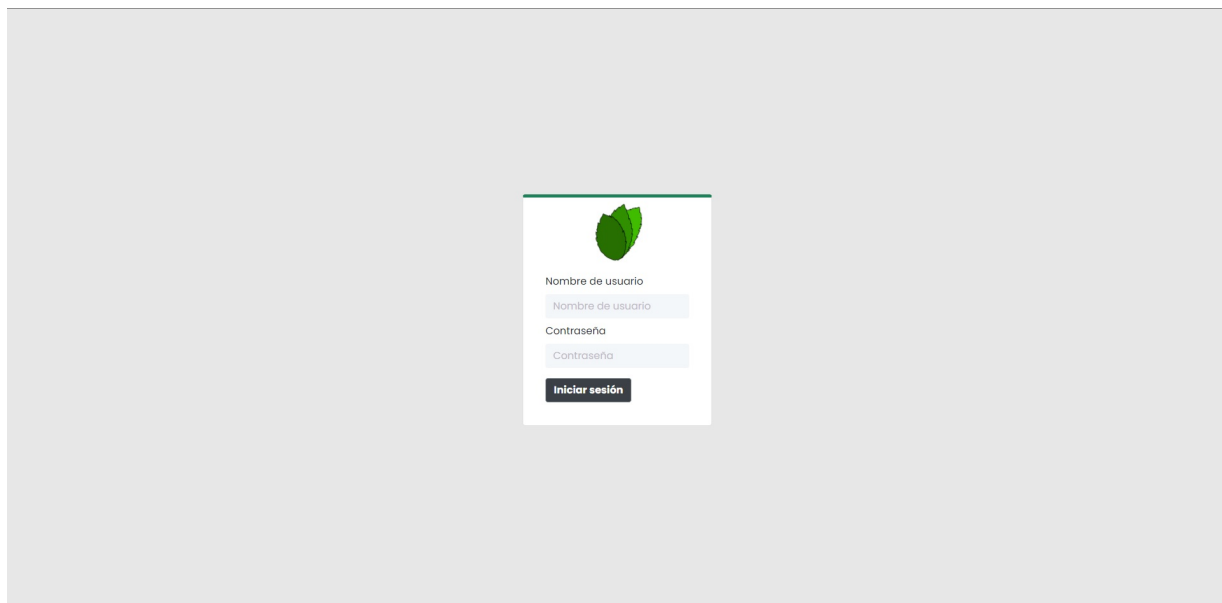 Nombre de usuario
Nombre de usuario
Contraseña
Contraseña
Iniciar sesión